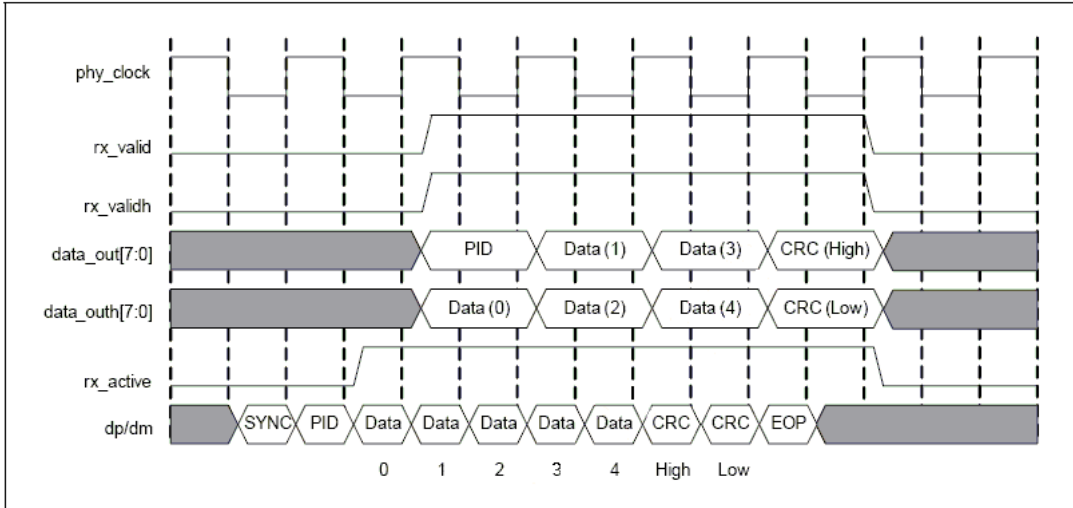 phy_clock
rx_valid
rx_validh
data_out[7:0] PID Data (1) Data (3) CRC (High)
data_outh[7:0] Data (0) Data (2) Data (4) CRC (Low)
rx_active
dp/dm SYNC PID Data Data Data Data Data CRC CRC EOP
0 1 2 3 4 High Low